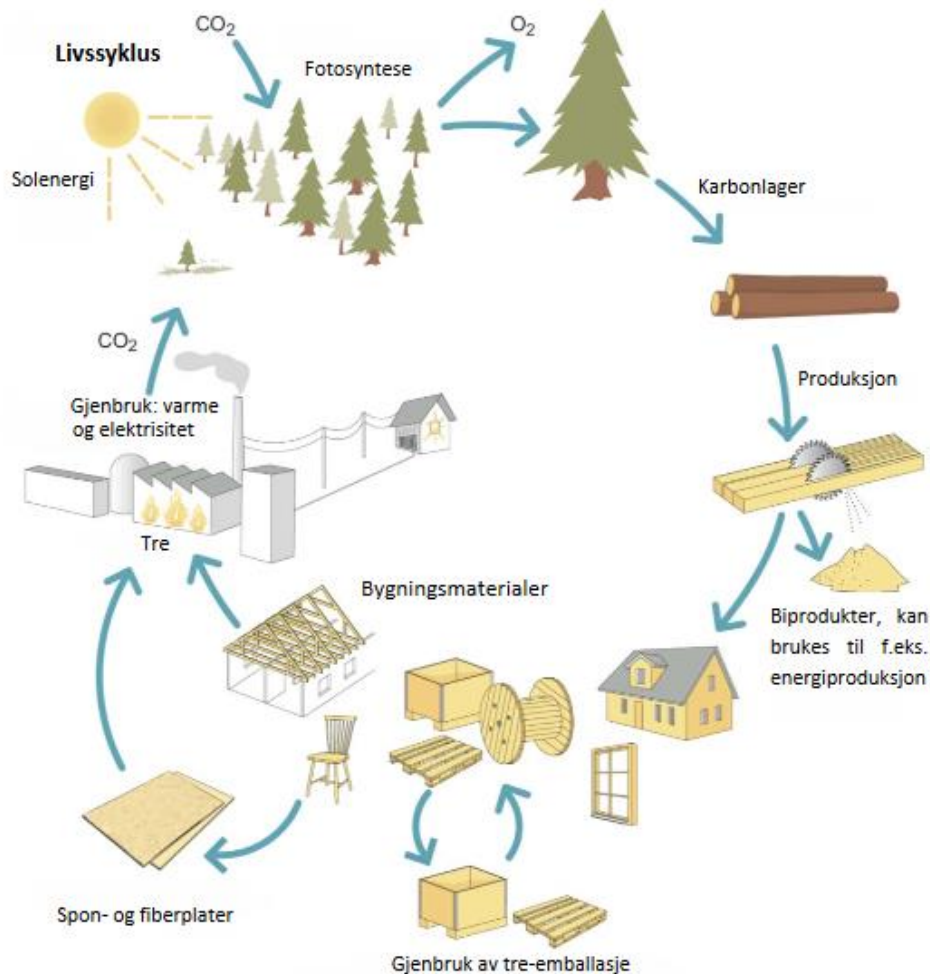 CO₂
O₂
Livssyklus
Fotosyntese
Solenergi
Karbonlager
CO₂
Produksjon
Gjenbruk: varme
og elektrisitet
Tre
Bygningsmaterialer
Biprodukter, kan
brukes til f.eks.
energiproduksjon
Spon- og fiberplater
Gjenbruk av tre-emballasje